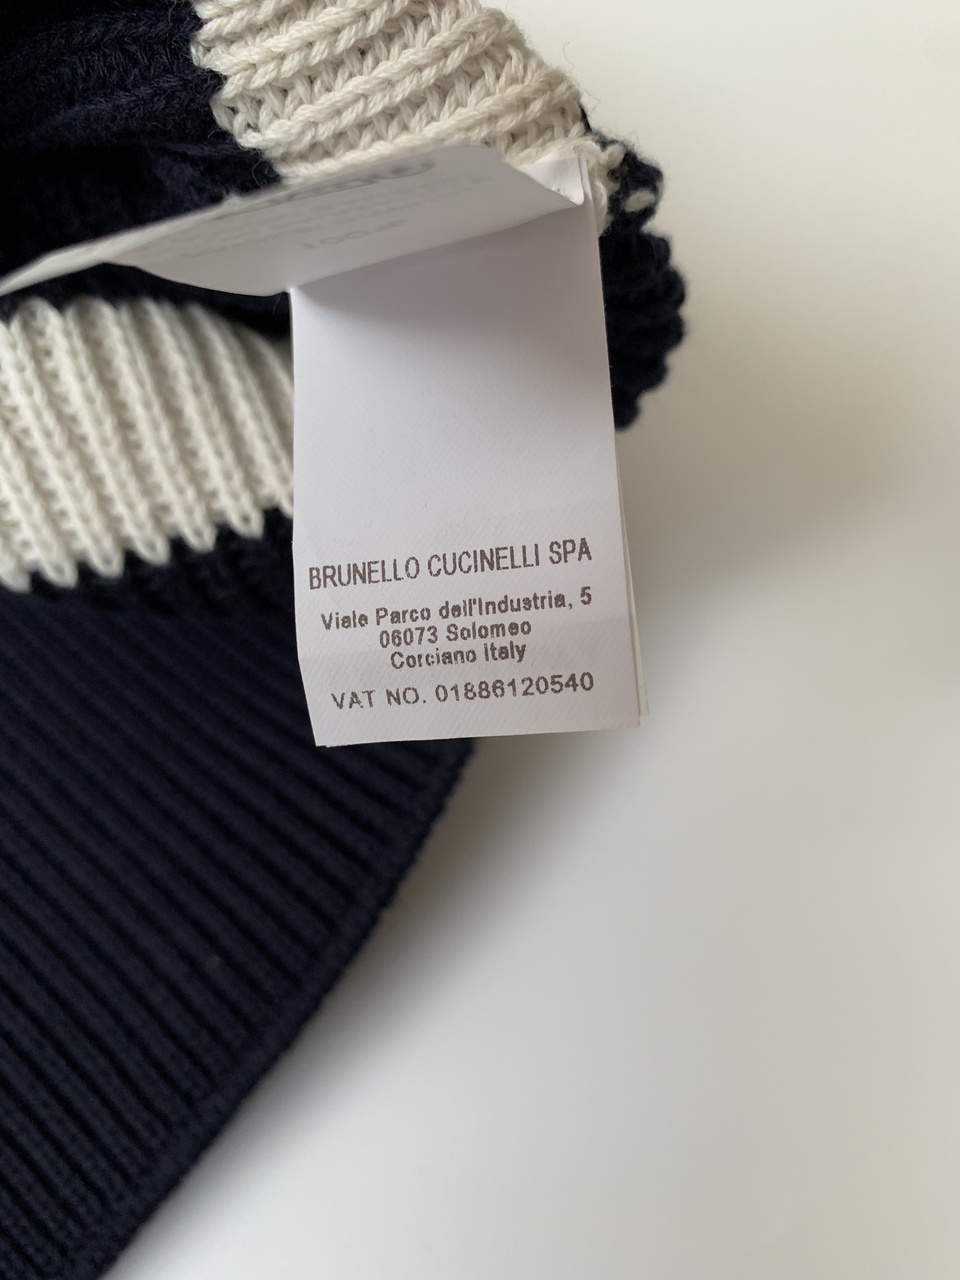 BRUNELLO CUCINELLI SPA
Viale Parco dell'Industria, 5
06073 Solomeo
Corciano Italy
VAT NO. 01886120540